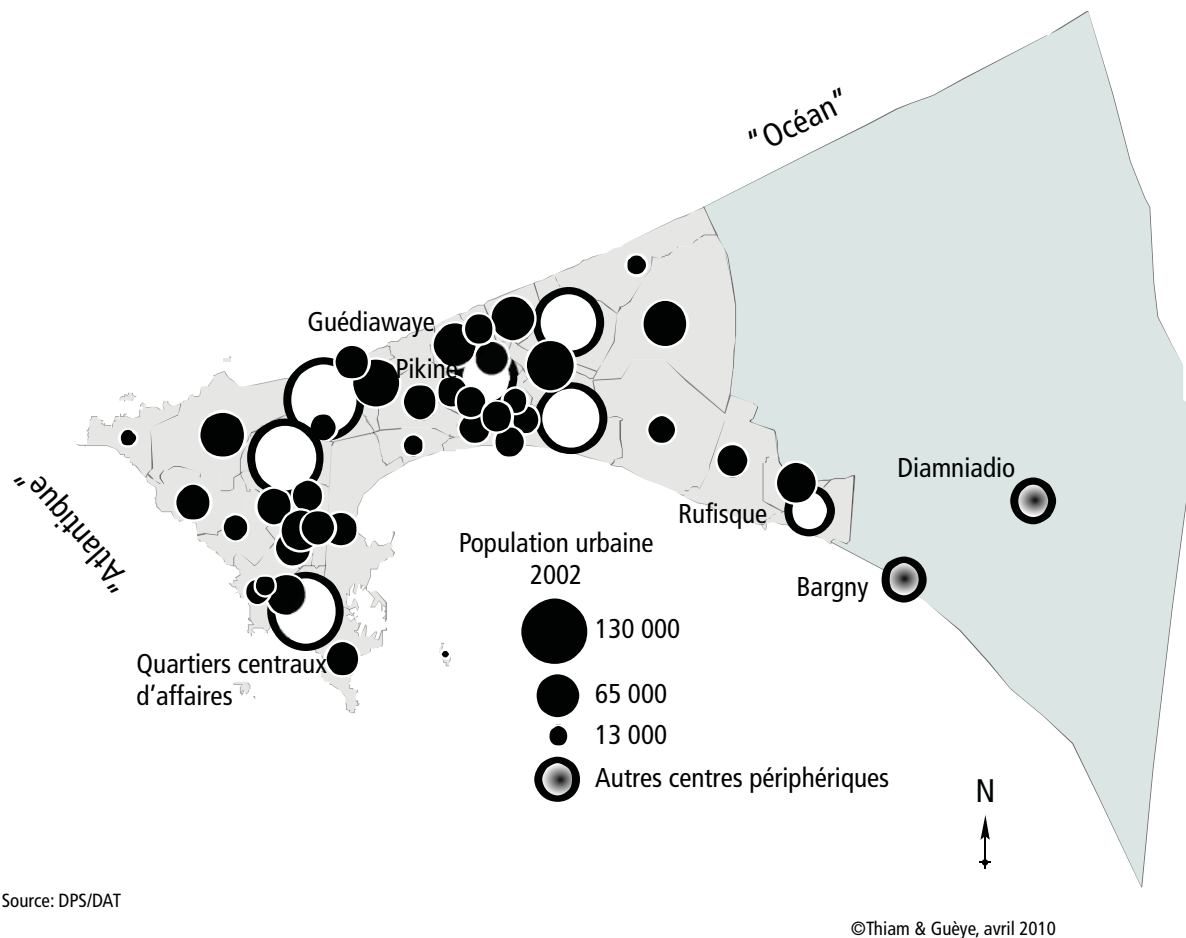 "Océan"
Guédiawaye
Pikine
"Atlantique"
Diamniadio
Rufisque
Bargny
Population urbaine
2002
130 000
65 000
13 000
Autres centres périphériques
Quartiers centraux
d'affaires
N
Source: DPS/DAT
©Thiam & Guèye, avril 2010